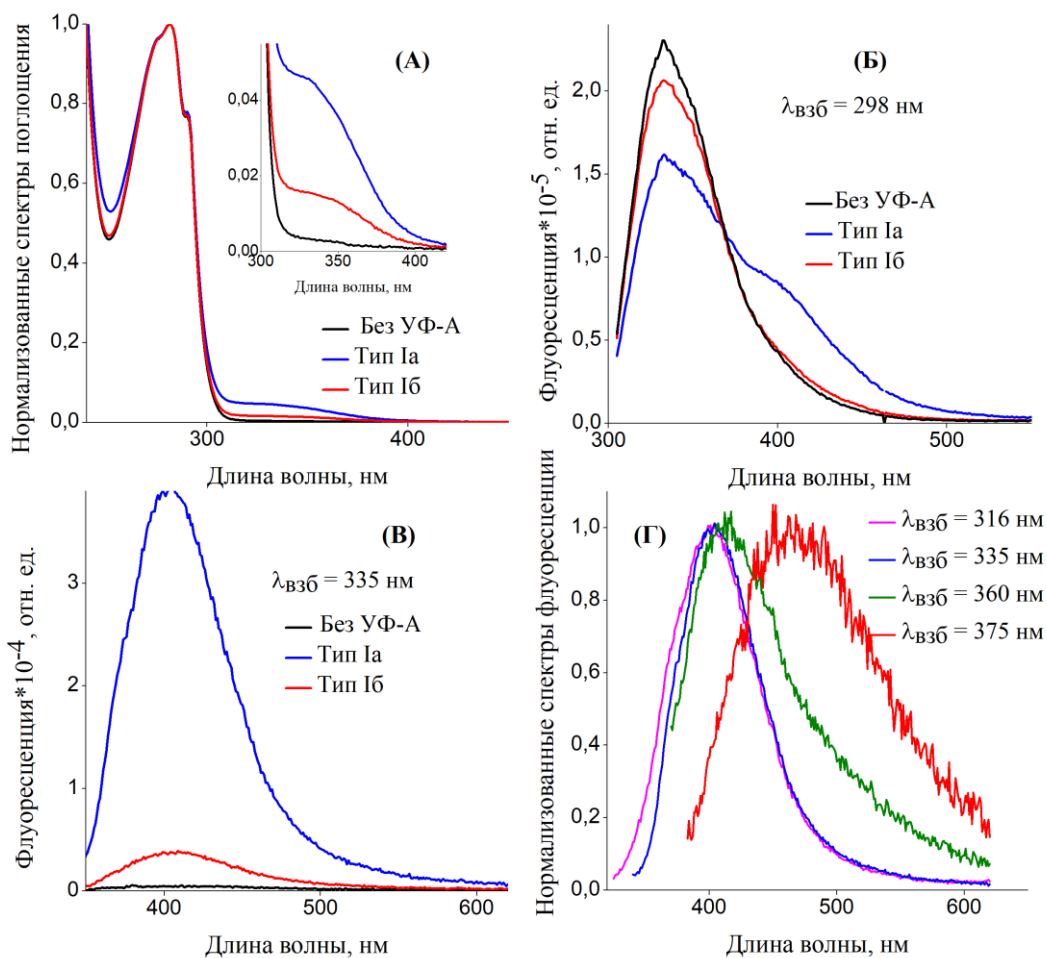 Нормализованные спектры поглощения
1,0
0,8
0,6
0,4
0,2
0,0
300
400
Длина волны, нм
(А)
0,04
0,02
0,00
300
350
400
Длина волны, нм
Без УФ-А
Тип Iа
Тип Iб
Флуоресценция*10⁻⁵, отн. ед.
2.0
1.5
1.0
0.5
0.0
300
400
500
Длина волны, нм
(Б)
λвзб = 298 нм
Без УФ-А
Тип Iа
Тип Iб
Флуоресценция*10⁻⁴, отн. ед.
3
2
1
0
400
500
600
Длина волны, нм
(В)
λвзб = 335 нм
Без УФ-А
Тип Iа
Тип Iб
Нормализованные спектры флуоресценции
1,0
0,8
0,6
0,4
0,2
0,0
400
500
600
Длина волны, нм
(Г)
λвзб = 316 нм
λвзб = 335 нм
λвзб = 360 нм
λвзб = 375 нм